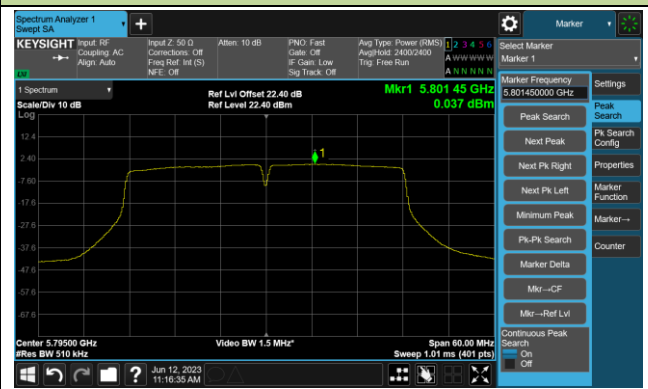 Spectrum Analyzer 1
Swept SA
+
Marker
KEYSIGHT
Input: RF
Coupling: AC
Align: Auto
Input Z: 50 Ω
Corrections: Off
Freq Ref: Int (S)
NFE: Off
Atten: 10 dB
PNO: Fast
Gate: Off
IF Gain: Low
Sig Track: Off
Avg Type: Power (RMS)
Avg|Hold: 2400/2400
Trig: Free Run
1 2 3 4 5 6
A W W W W W
A N N N N N
Select Marker
Marker 1
1 Spectrum
Scale/Div 10 dB
Log
Ref Lvl Offset 22.40 dB
Ref Level 22.40 dBm
Mkr1 5.801 45 GHz
0.037 dBm
12.4
2.40
-7.60
-17.6
-27.6
-37.6
-47.6
-57.6
-67.6
1
Center 5.79500 GHz
#Res BW 510 kHz
Video BW 1.5 MHz*
Span 60.00 MHz
Sweep 1.01 ms (401 pts)
Marker Frequency
5.801450000 GHz
Peak Search
Next Peak
Next Pk Right
Next Pk Left
Minimum Peak
Pk-Pk Search
Marker Delta
Mkr→CF
Mkr→Ref Lvl
Continuous Peak
Search
On
Off
Settings
Peak
Search
Pk Search
Config
Properties
Marker
Function
Marker→
Counter
?
Jun 12, 2023
11:16:35 AM